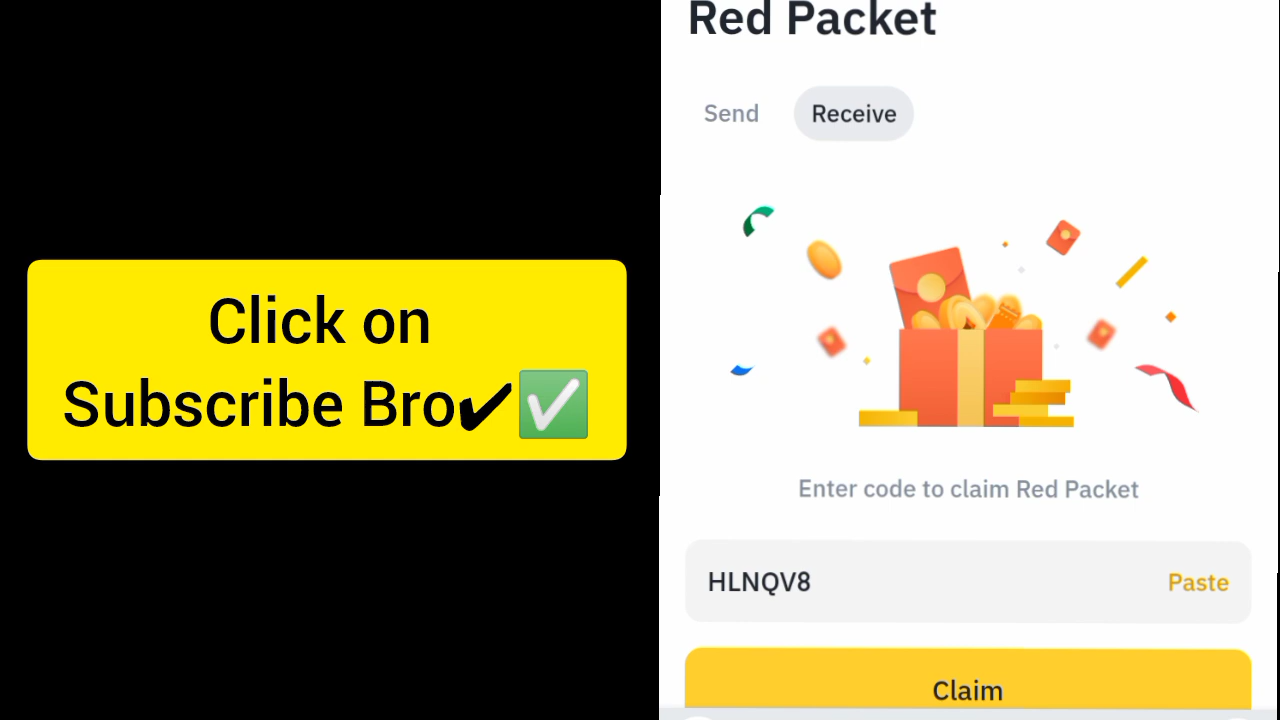 Click on
Subscribe Bro✔✅
Red Packet
Send
Receive
Enter code to claim Red Packet
HLNQV8
Paste
Claim